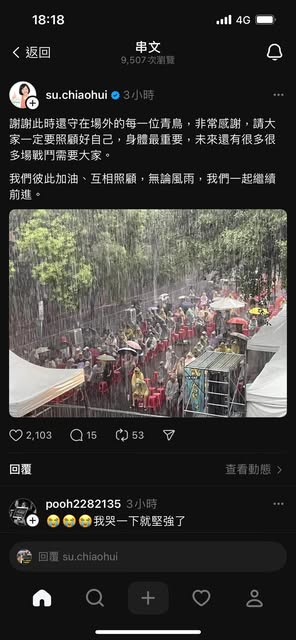 18:18
4G
68
返回
串文
9,507次瀏覽
su.chiaohui 3小時
謝謝此時還守在場外的每一位青鳥，非常感謝，請大
家一定要照顧好自己，身體最重要，未來還有很多很
多場戰鬥需要大家。
我們彼此加油、互相照顧，無論風雨，我們一起繼續
前進。
2,103
15
53
回覆
查看動態
pooh2282135 3小時
😭😭😭我哭一下就堅強了
回覆 su.chiaohui